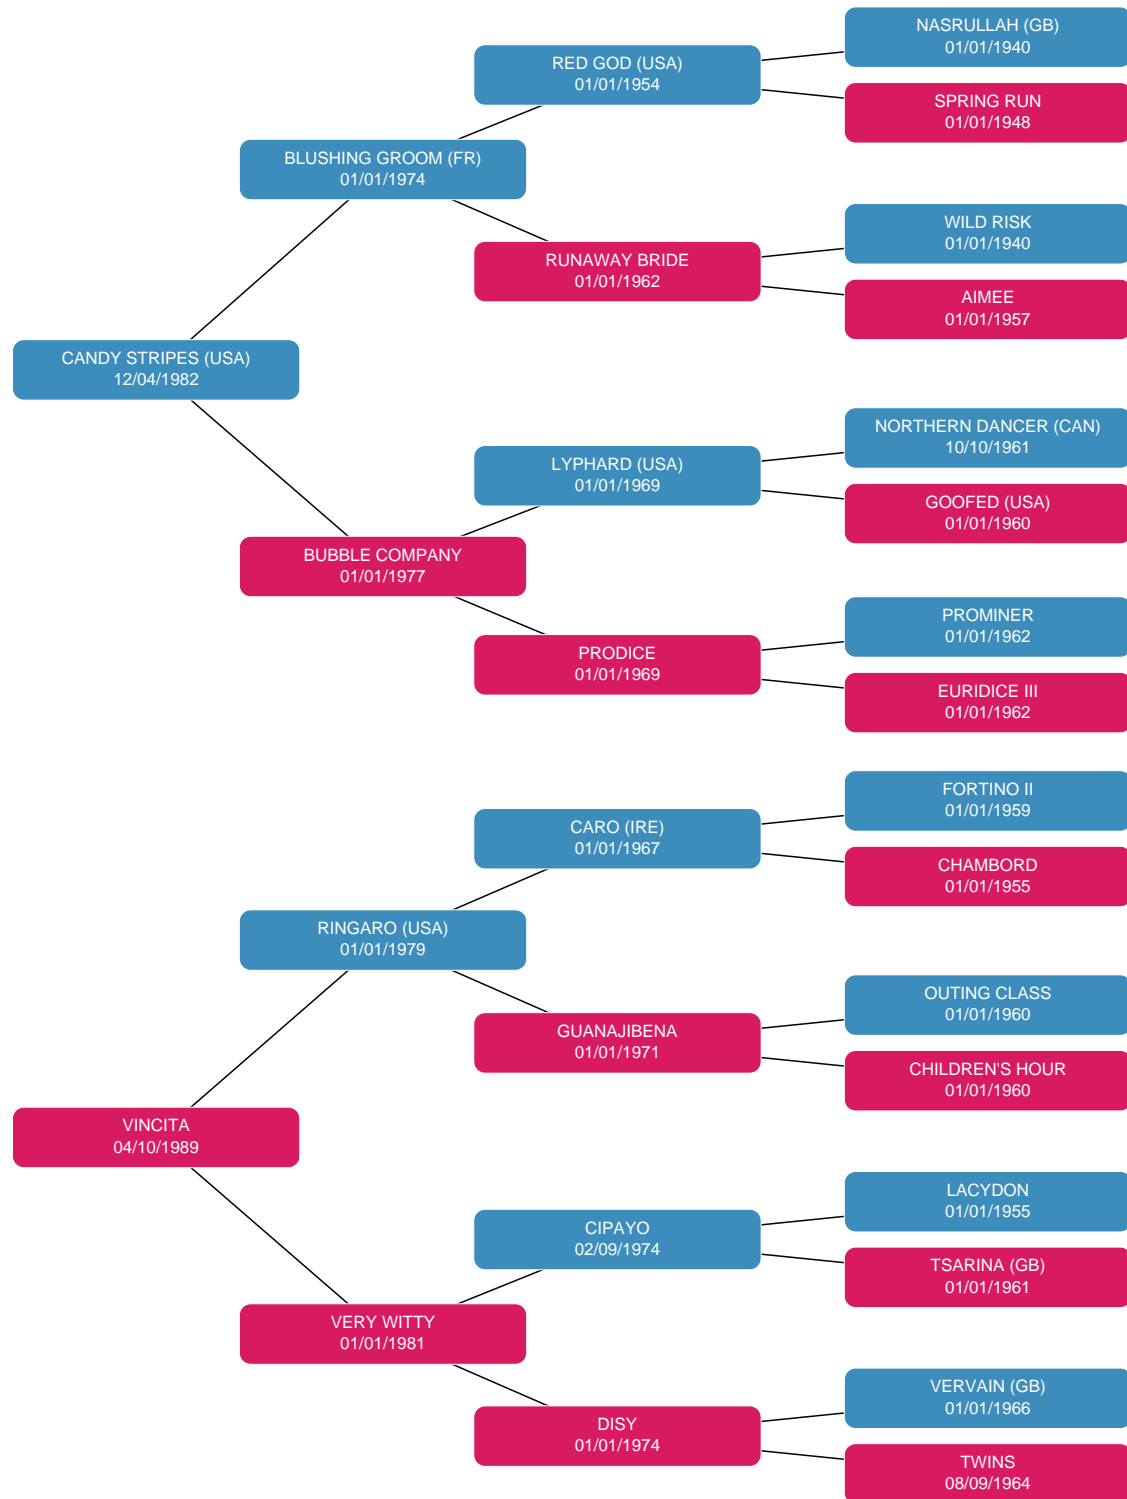 NASRULLAH (GB)
01/01/1940
RED GOD (USA)
01/01/1954
SPRING RUN
01/01/1948
BLUSHING GROOM (FR)
01/01/1974
WILD RISK
01/01/1940
RUNAWAY BRIDE
01/01/1962
AIMEE
01/01/1957
CANDY STRIPES (USA)
12/04/1982
NORTHERN DANCER (CAN)
10/10/1961
LYPHARD (USA)
01/01/1969
GOOFED (USA)
01/01/1960
BUBBLE COMPANY
01/01/1977
PROMINER
01/01/1962
PRODICE
01/01/1969
EURIDICE III
01/01/1962
FORTINO II
01/01/1959
CARO (IRE)
01/01/1967
CHAMBORD
01/01/1955
RINGARO (USA)
01/01/1979
OUTING CLASS
01/01/1960
GUANAJIBENA
01/01/1971
CHILDREN'S HOUR
01/01/1960
VINCITA
04/10/1989
LACYDON
01/01/1955
CIPAYO
02/09/1974
TSARINA (GB)
01/01/1961
VERY WITTY
01/01/1981
VERVAIN (GB)
01/01/1966
DISY
01/01/1974
TWINS
08/09/1964